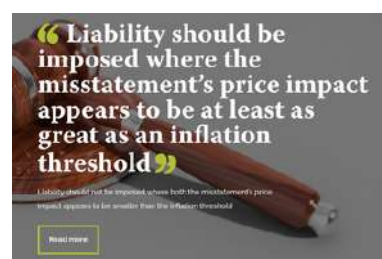 “ Liability should be
imposed where the
misstatement’s price impact
appears to be at least as
great as an inflation
threshold ”
Liability should not be imposed where both the misstatement's price
impact appears to be smaller than the inflation threshold
Read more